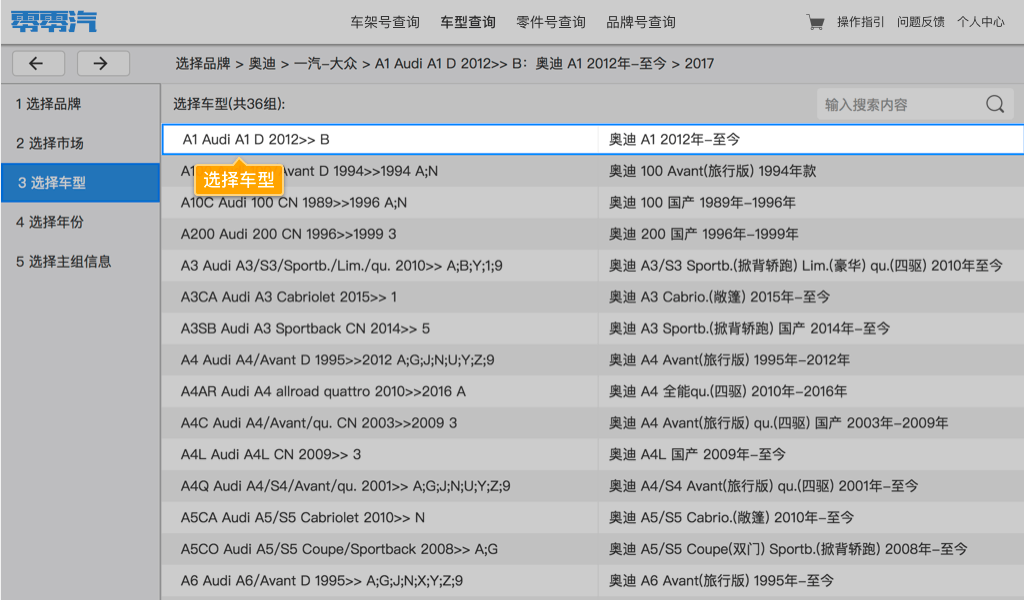 零零汽 车架号查询 车型查询 零件号查询 品牌号查询 操作指引 问题反馈 个人中心
选择品牌 > 奥迪 > 一汽-大众 > A1 Audi A1 D 2012>> B：奥迪 A1 2012年-至今 > 2017
1 选择品牌
2 选择市场
3 选择车型
4 选择年份
5 选择主组信息
选择车型(共36组): 输入搜索内容
A1 Audi A1 D 2012>> B 奥迪 A1 2012年-至今
选择车型
Avant D 1994>>1994 A;N 奥迪 100 Avant(旅行版) 1994年款
A10C Audi 100 CN 1989>>1996 A;N 奥迪 100 国产 1989年-1996年
A200 Audi 200 CN 1996>>1999 3 奥迪 200 国产 1996年-1999年
A3 Audi A3/S3/Sportb./Lim./qu. 2010>> A;B;Y;1;9 奥迪 A3/S3 Sportb.(掀背轿跑) Lim.(豪华) qu.(四驱) 2010年至今
A3CA Audi A3 Cabriolet 2015>> 1 奥迪 A3 Cabrio.(敞篷) 2015年-至今
A3SB Audi A3 Sportback CN 2014>> 5 奥迪 A3 Sportb.(掀背轿跑) 国产 2014年-至今
A4 Audi A4/Avant D 1995>>2012 A;G;J;N;U;Y;Z;9 奥迪 A4 Avant(旅行版) 1995年-2012年
A4AR Audi A4 allroad quattro 2010>>2016 A 奥迪 A4 全能qu.(四驱) 2010年-2016年
A4C Audi A4/Avant/qu. CN 2003>>2009 3 奥迪 A4 Avant(旅行版) qu.(四驱) 国产 2003年-2009年
A4L Audi A4L CN 2009>> 3 奥迪 A4L 国产 2009年-至今
A4Q Audi A4/S4/Avant/qu. 2001>> A;G;J;N;U;Y;Z;9 奥迪 A4/S4 Avant(旅行版) qu.(四驱) 2001年-至今
A5CA Audi A5/S5 Cabriolet 2010>> N 奥迪 A5/S5 Cabrio.(敞篷) 2010年-至今
A5CO Audi A5/S5 Coupe/Sportback 2008>> A;G 奥迪 A5/S5 Coupe(双门) Sportb.(掀背轿跑) 2008年-至今
A6 Audi A6/Avant D 1995>> A;G;J;N;X;Y;Z;9 奥迪 A6 Avant(旅行版) 1995年-至今